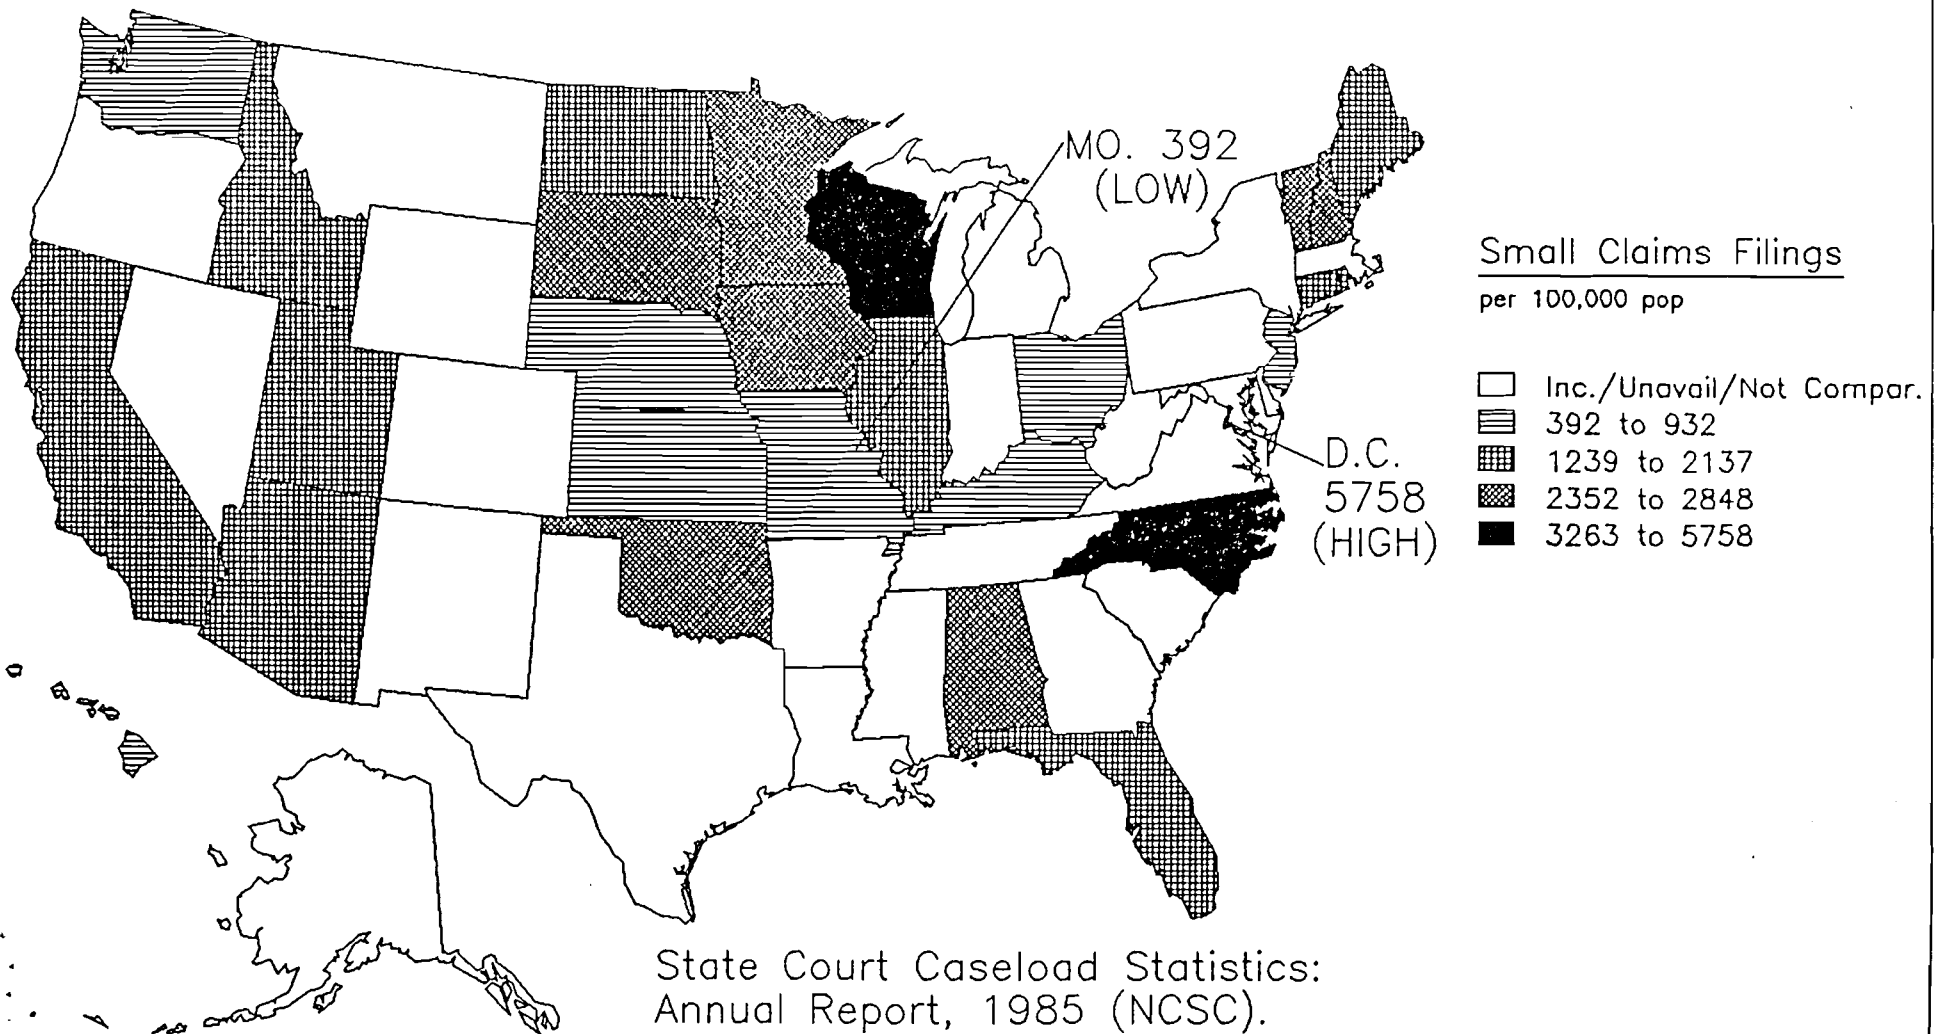 MO. 392
(LOW)
Small Claims Filings
per 100,000 pop
Inc./Unavail/Not Compar.
392 to 932
1239 to 2137
2352 to 2848
3263 to 5758
D.C.
5758
(HIGH)
State Court Caseload Statistics:
Annual Report, 1985 (NCSC).